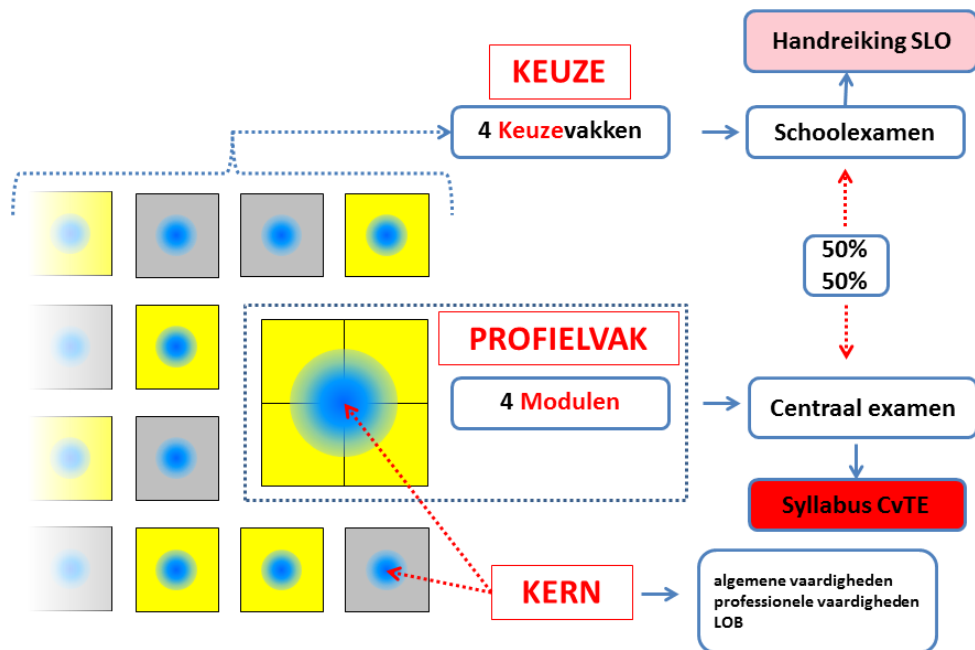 Handreiking SLO
KEUZE
4 Keuzevakken
Schoolexamen
50%
50%
PROFIELVAK
4 Modulen
Centraal examen
Syllabus CvTE
KERN
algemene vaardigheden
professionele vaardigheden
LOB